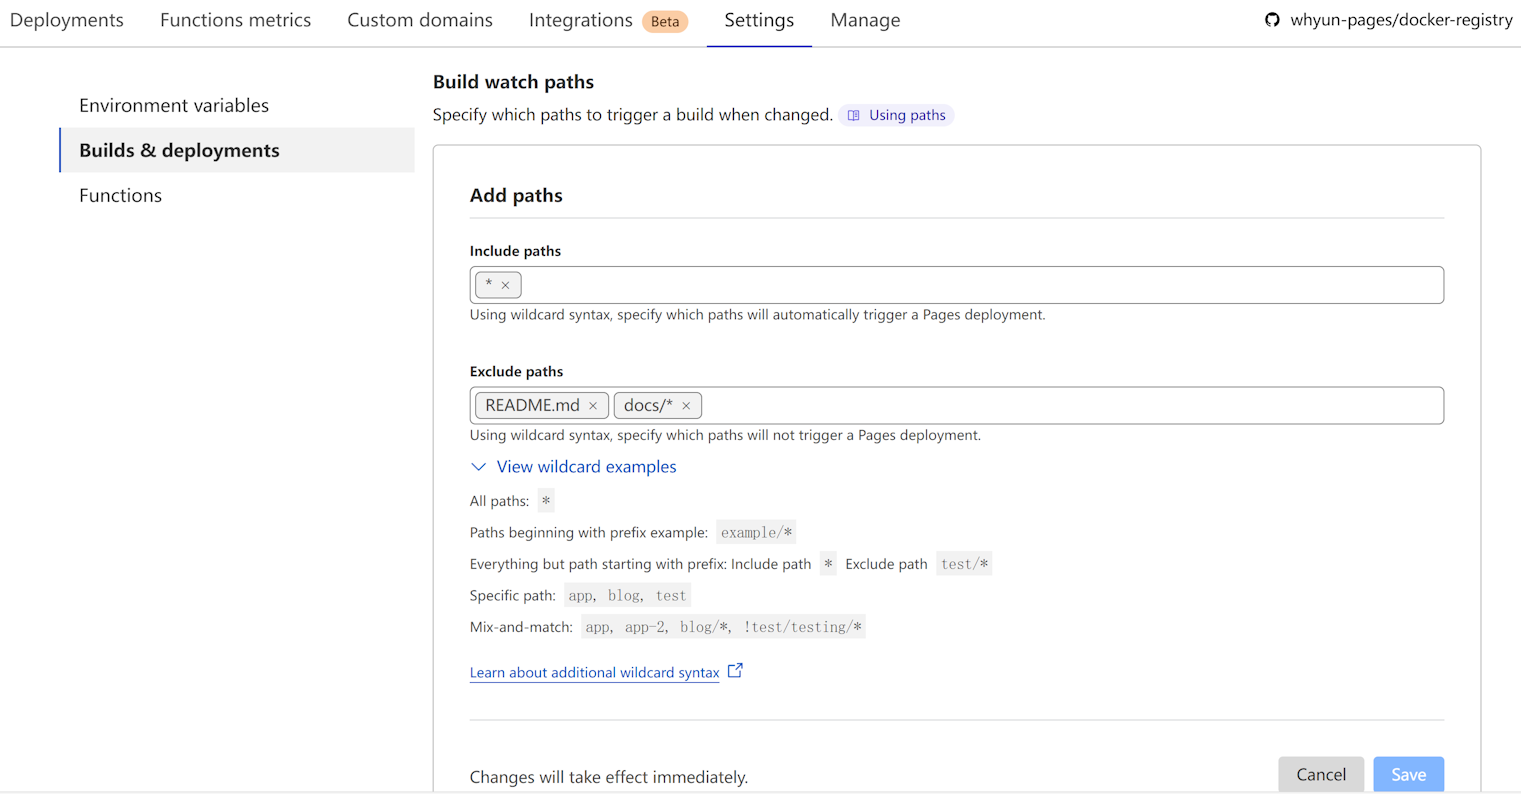 Deployments Functions metrics Custom domains Integrations Beta Settings Manage whyun-pages/docker-registry
Environment variables
Builds & deployments
Functions
Build watch paths
Specify which paths to trigger a build when changed. Using paths
Add paths
Include paths
* ×
Using wildcard syntax, specify which paths will automatically trigger a Pages deployment.
Exclude paths
README.md × docs/* ×
Using wildcard syntax, specify which paths will not trigger a Pages deployment.
View wildcard examples
All paths: *
Paths beginning with prefix example: example/*
Everything but path starting with prefix: Include path * Exclude path test/*
Specific path: app, blog, test
Mix-and-match: app, app-2, blog/*, !test/testing/*
Learn about additional wildcard syntax
Changes will take effect immediately. Cancel Save